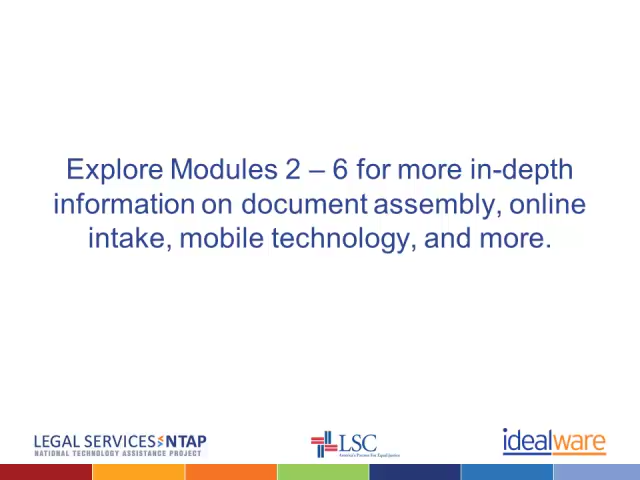 Explore Modules 2 – 6 for more in-depth
information on document assembly, online
intake, mobile technology, and more.
LEGAL SERVICES NTAP
NATIONAL TECHNOLOGY ASSISTANCE PROJECT
LSC
America's Partner For Equal Justice
idealware